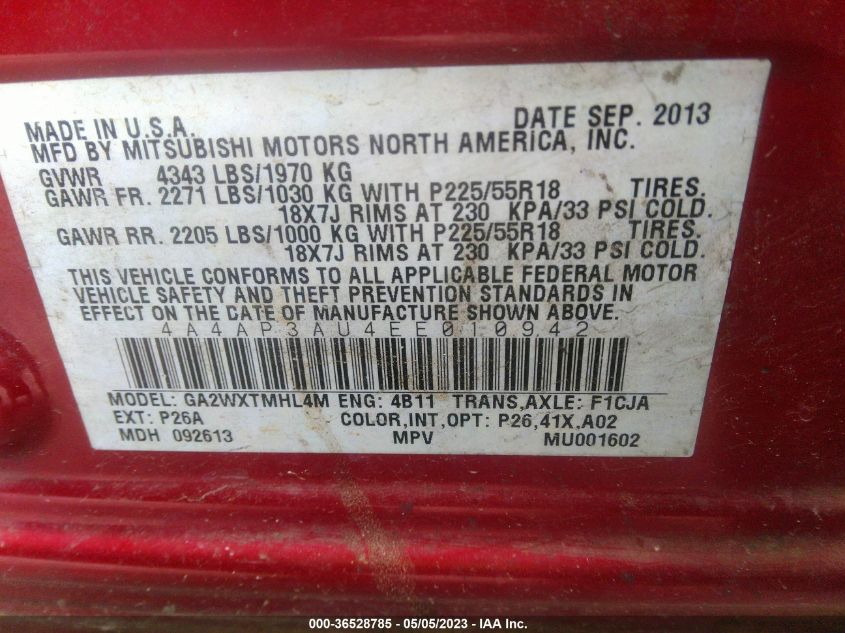 MADE IN U.S.A. DATE SEP. 2013
MFD BY MITSUBISHI MOTORS NORTH AMERICA, INC.
GVWR 4343 LBS/1970 KG
GAWR FR. 2271 LBS/1030 KG WITH P225/55R18 TIRES.
18X7J RIMS AT 230 KPA/33 PSI COLD.
GAWR RR. 2205 LBS/1000 KG WITH P225/55R18 TIRES.
18X7J RIMS AT 230 KPA/33 PSI COLD.
THIS VEHICLE CONFORMS TO ALL APPLICABLE FEDERAL MOTOR
VEHICLE SAFETY AND THEFT PREVENTION STANDARDS IN
EFFECT ON THE DATE OF MANUFACTURE SHOWN ABOVE.
4A4AP3AU4EE010942
MODEL: GA2WXTMHL4M ENG: 4B11 TRANS,AXLE: F1CJA
EXT: P26A COLOR,INT,OPT: P26,41X,A02
MDH 092613 MPV MU001602
000-36528785 - 05/05/2023 - IAA Inc.